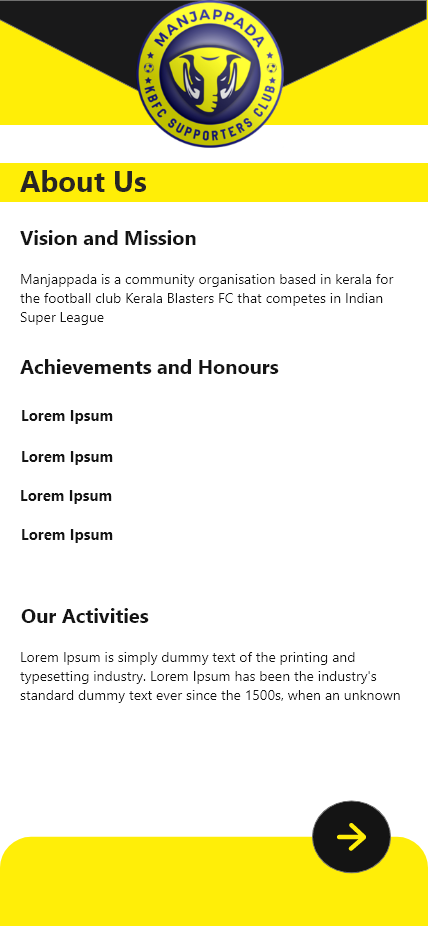 MANJAPPADA
KBFC SUPPORTERS CLUB
About Us
Vision and Mission
Manjappada is a community organisation based in kerala for
the football club Kerala Blasters FC that competes in Indian
Super League
Achievements and Honours
Lorem Ipsum
Lorem Ipsum
Lorem Ipsum
Lorem Ipsum
Our Activities
Lorem Ipsum is simply dummy text of the printing and
typesetting industry. Lorem Ipsum has been the industry's
standard dummy text ever since the 1500s, when an unknown